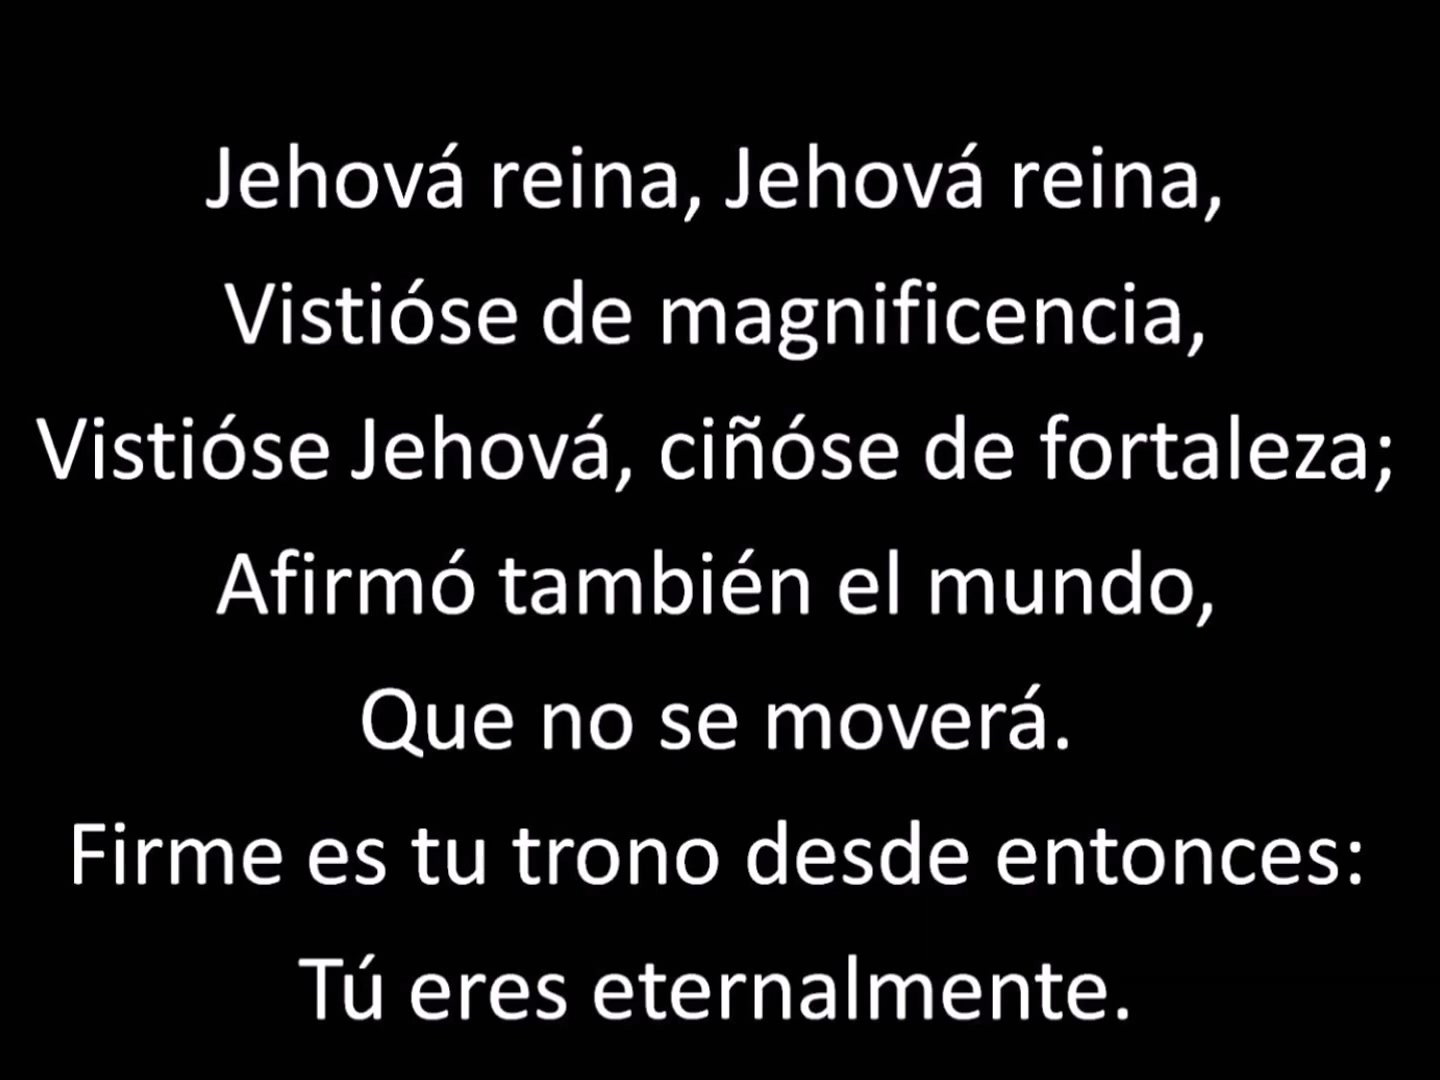 Jehová reina, Jehová reina,
Vistióse de magnificencia,
Vistióse Jehová, ciñóse de fortaleza;
Afirmó también el mundo,
Que no se moverá.
Firme es tu trono desde entonces:
Tú eres eternalmente.